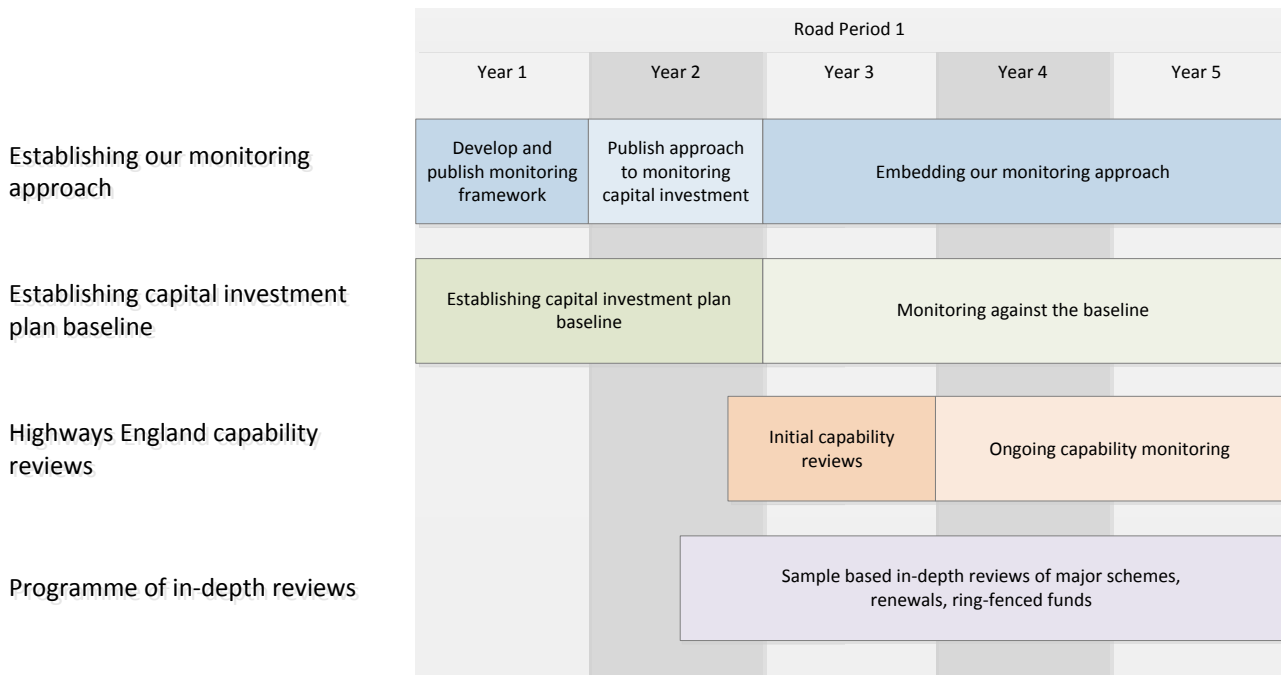 Road Period 1
Year 1
Year 2
Year 3
Year 4
Year 5
Establishing our monitoring
approach
Develop and
publish monitoring
framework
Publish approach
to monitoring
capital investment
Embedding our monitoring approach
Establishing capital investment
plan baseline
Establishing capital investment plan
baseline
Monitoring against the baseline
Highways England capability
reviews
Initial capability
reviews
Ongoing capability monitoring
Programme of in-depth reviews
Sample based in-depth reviews of major schemes,
renewals, ring-fenced funds